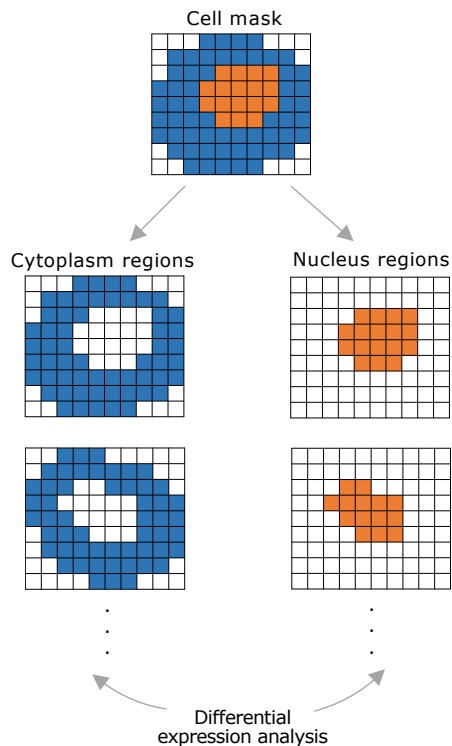 Cell mask
Cytoplasm regions
Nucleus regions
Differential
expression analysis